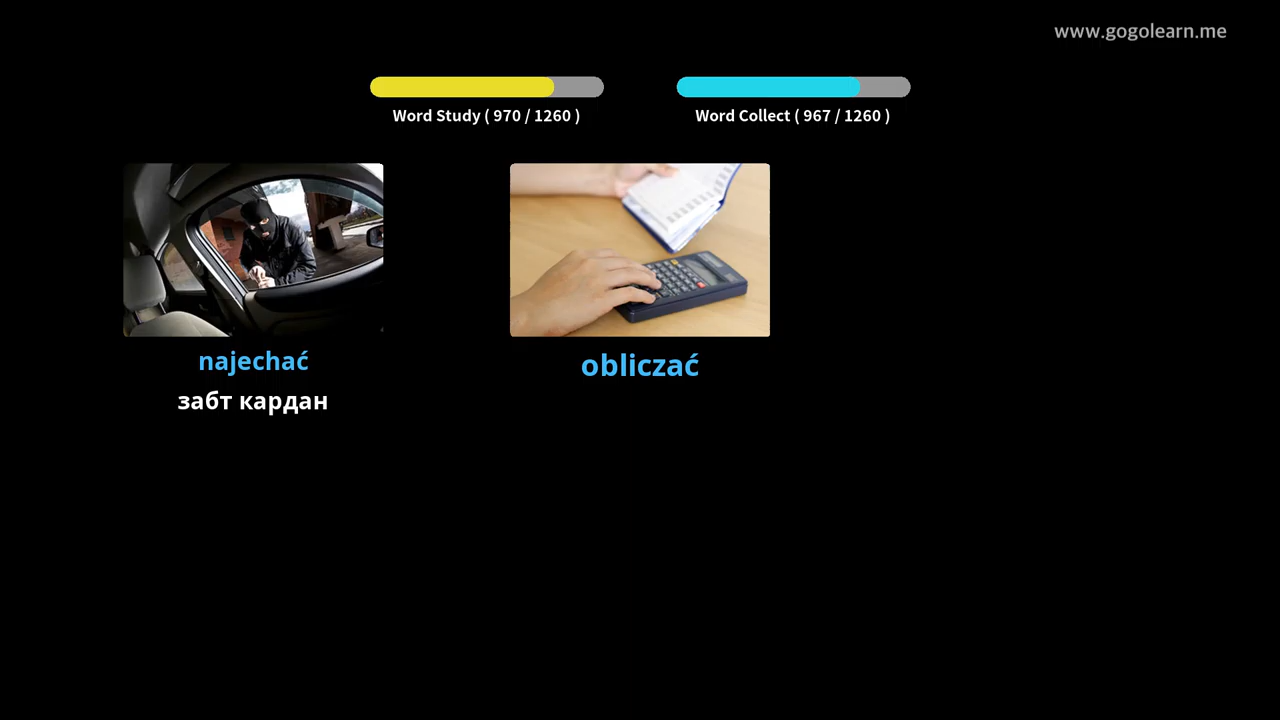 www.gogolearn.me
Word Study ( 970 / 1260 )
Word Collect ( 967 / 1260 )
najechać
забт кардан
obliczać